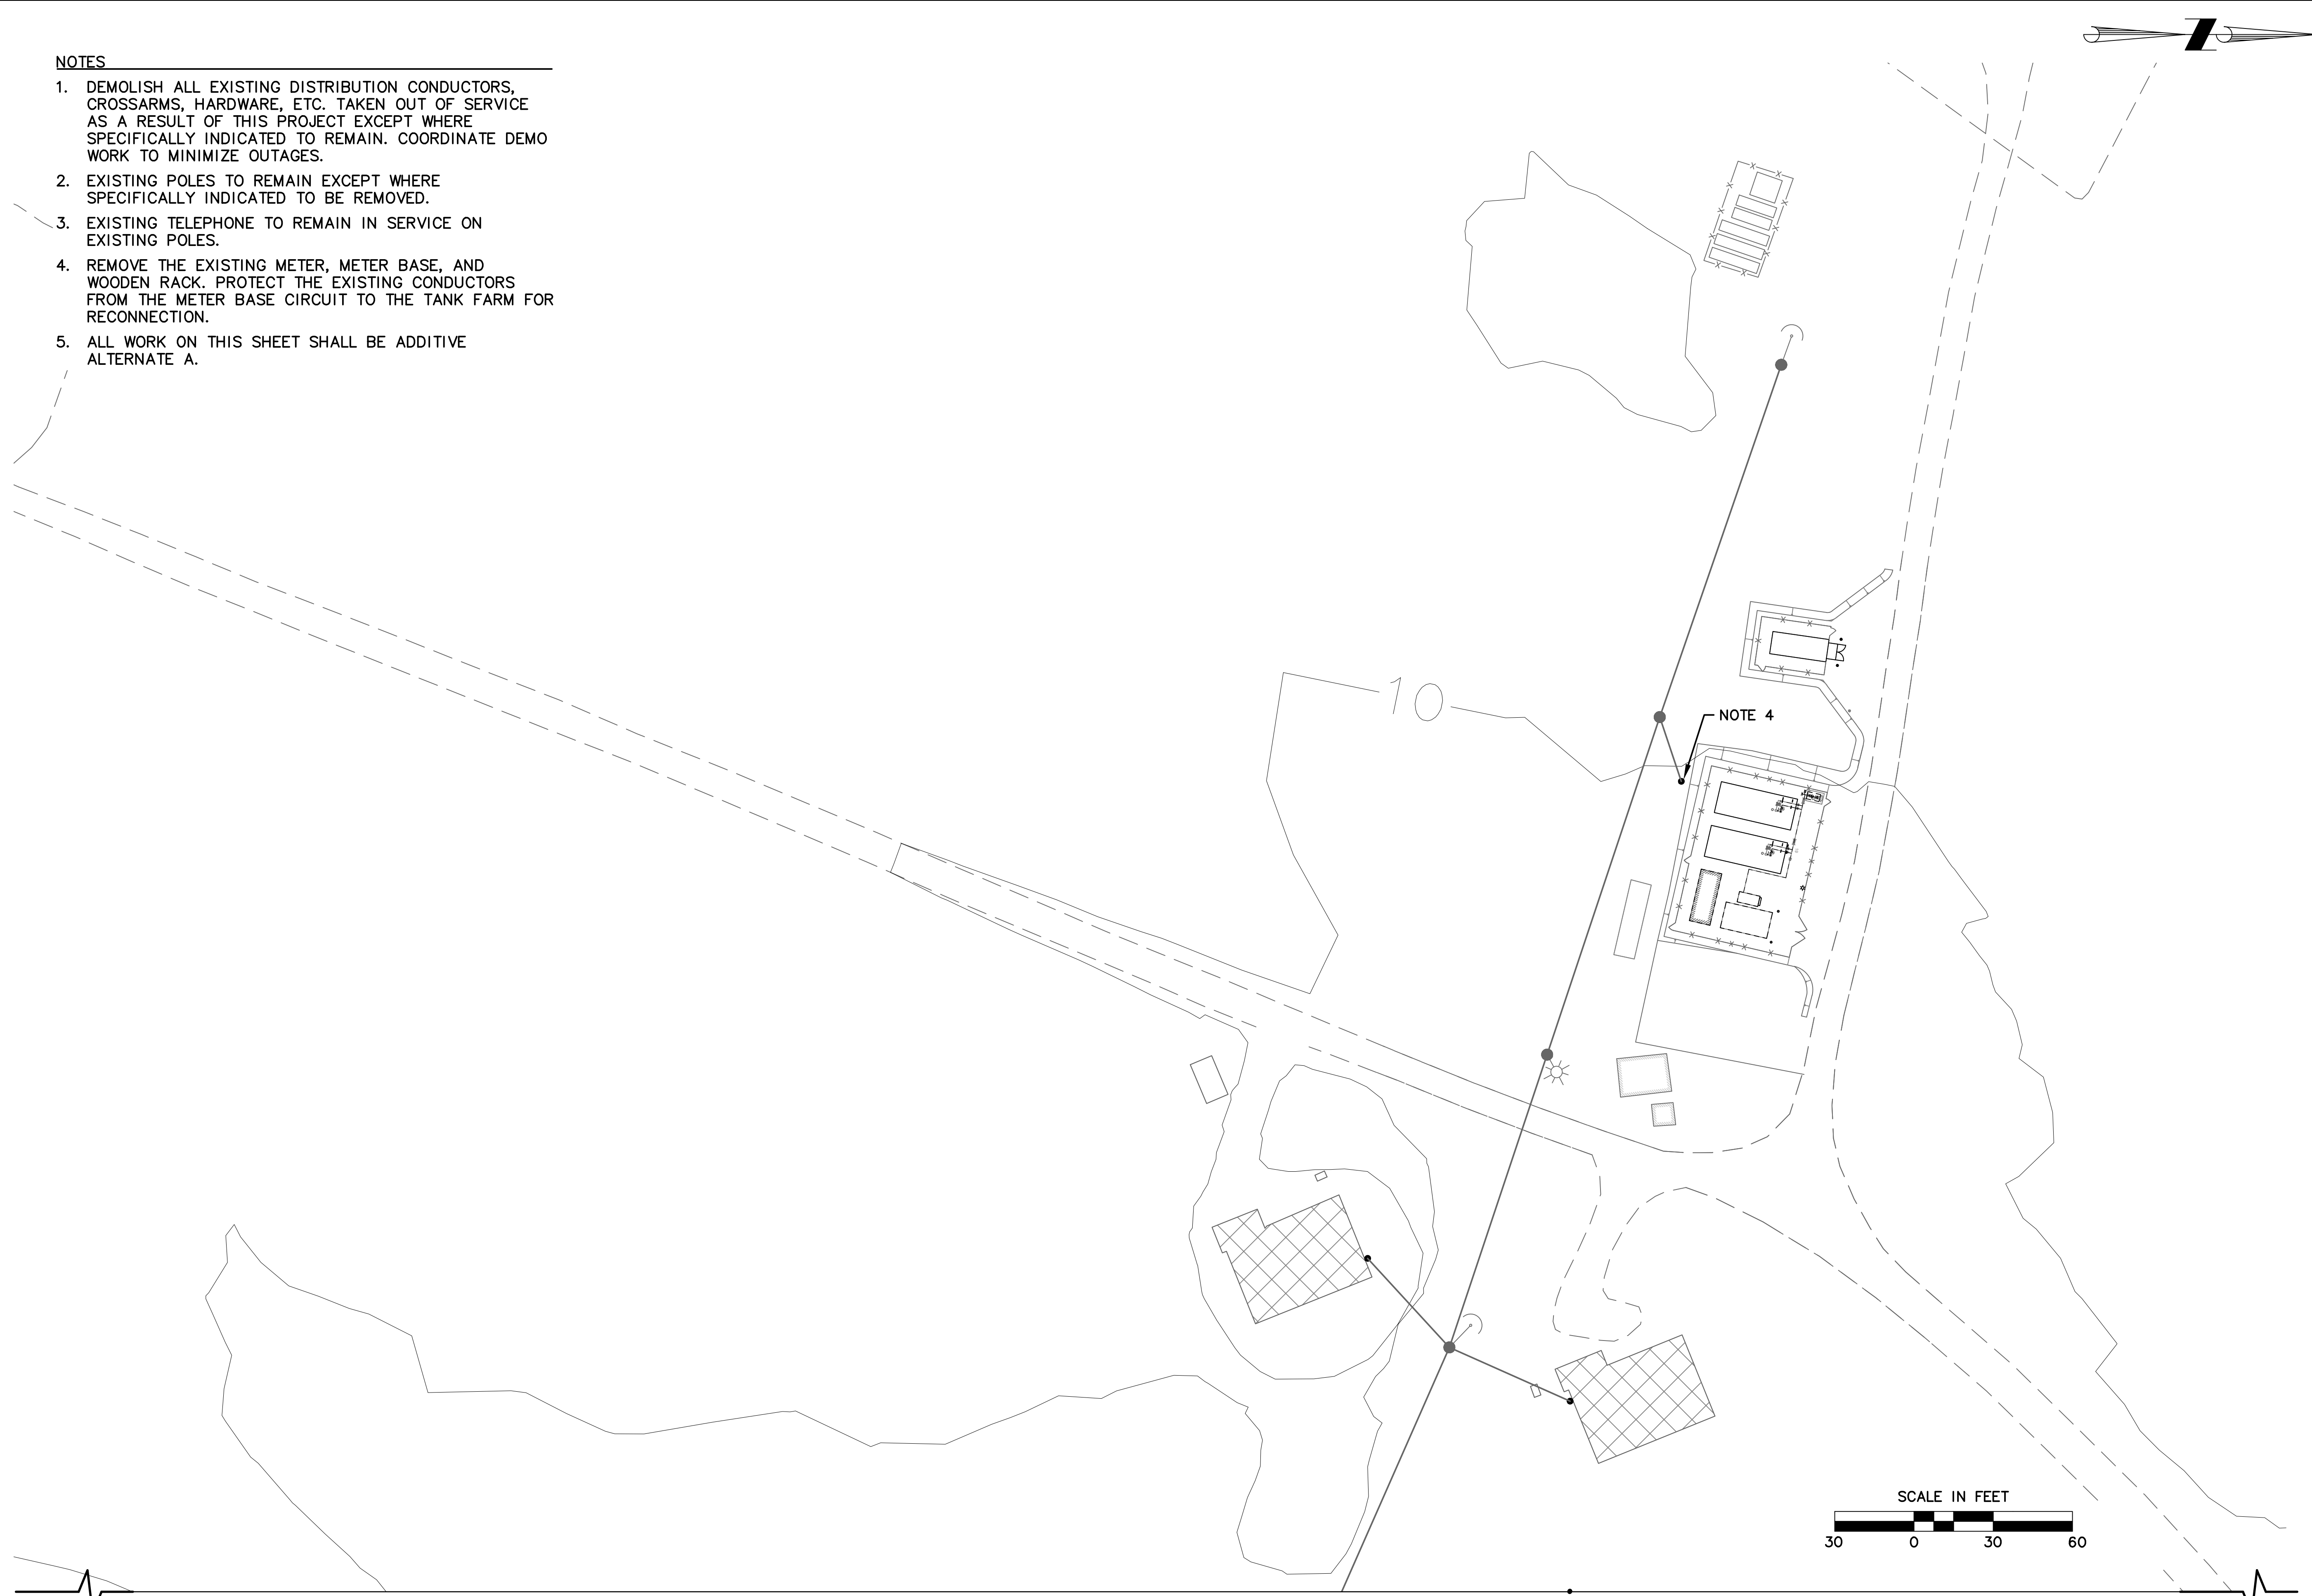 NOTES
1. DEMOLISH ALL EXISTING DISTRIBUTION CONDUCTORS,
CROSSARMS, HARDWARE, ETC. TAKEN OUT OF SERVICE
AS A RESULT OF THIS PROJECT EXCEPT WHERE
SPECIFICALLY INDICATED TO REMAIN. COORDINATE DEMO
WORK TO MINIMIZE OUTAGES.
2. EXISTING POLES TO REMAIN EXCEPT WHERE
SPECIFICALLY INDICATED TO BE REMOVED.
3. EXISTING TELEPHONE TO REMAIN IN SERVICE ON
EXISTING POLES.
4. REMOVE THE EXISTING METER, METER BASE, AND
WOODEN RACK. PROTECT THE EXISTING CONDUCTORS
FROM THE METER BASE CIRCUIT TO THE TANK FARM FOR
RECONNECTION.
5. ALL WORK ON THIS SHEET SHALL BE ADDITIVE
ALTERNATE A.
10
NOTE 4
SCALE IN FEET
30 0 30 60